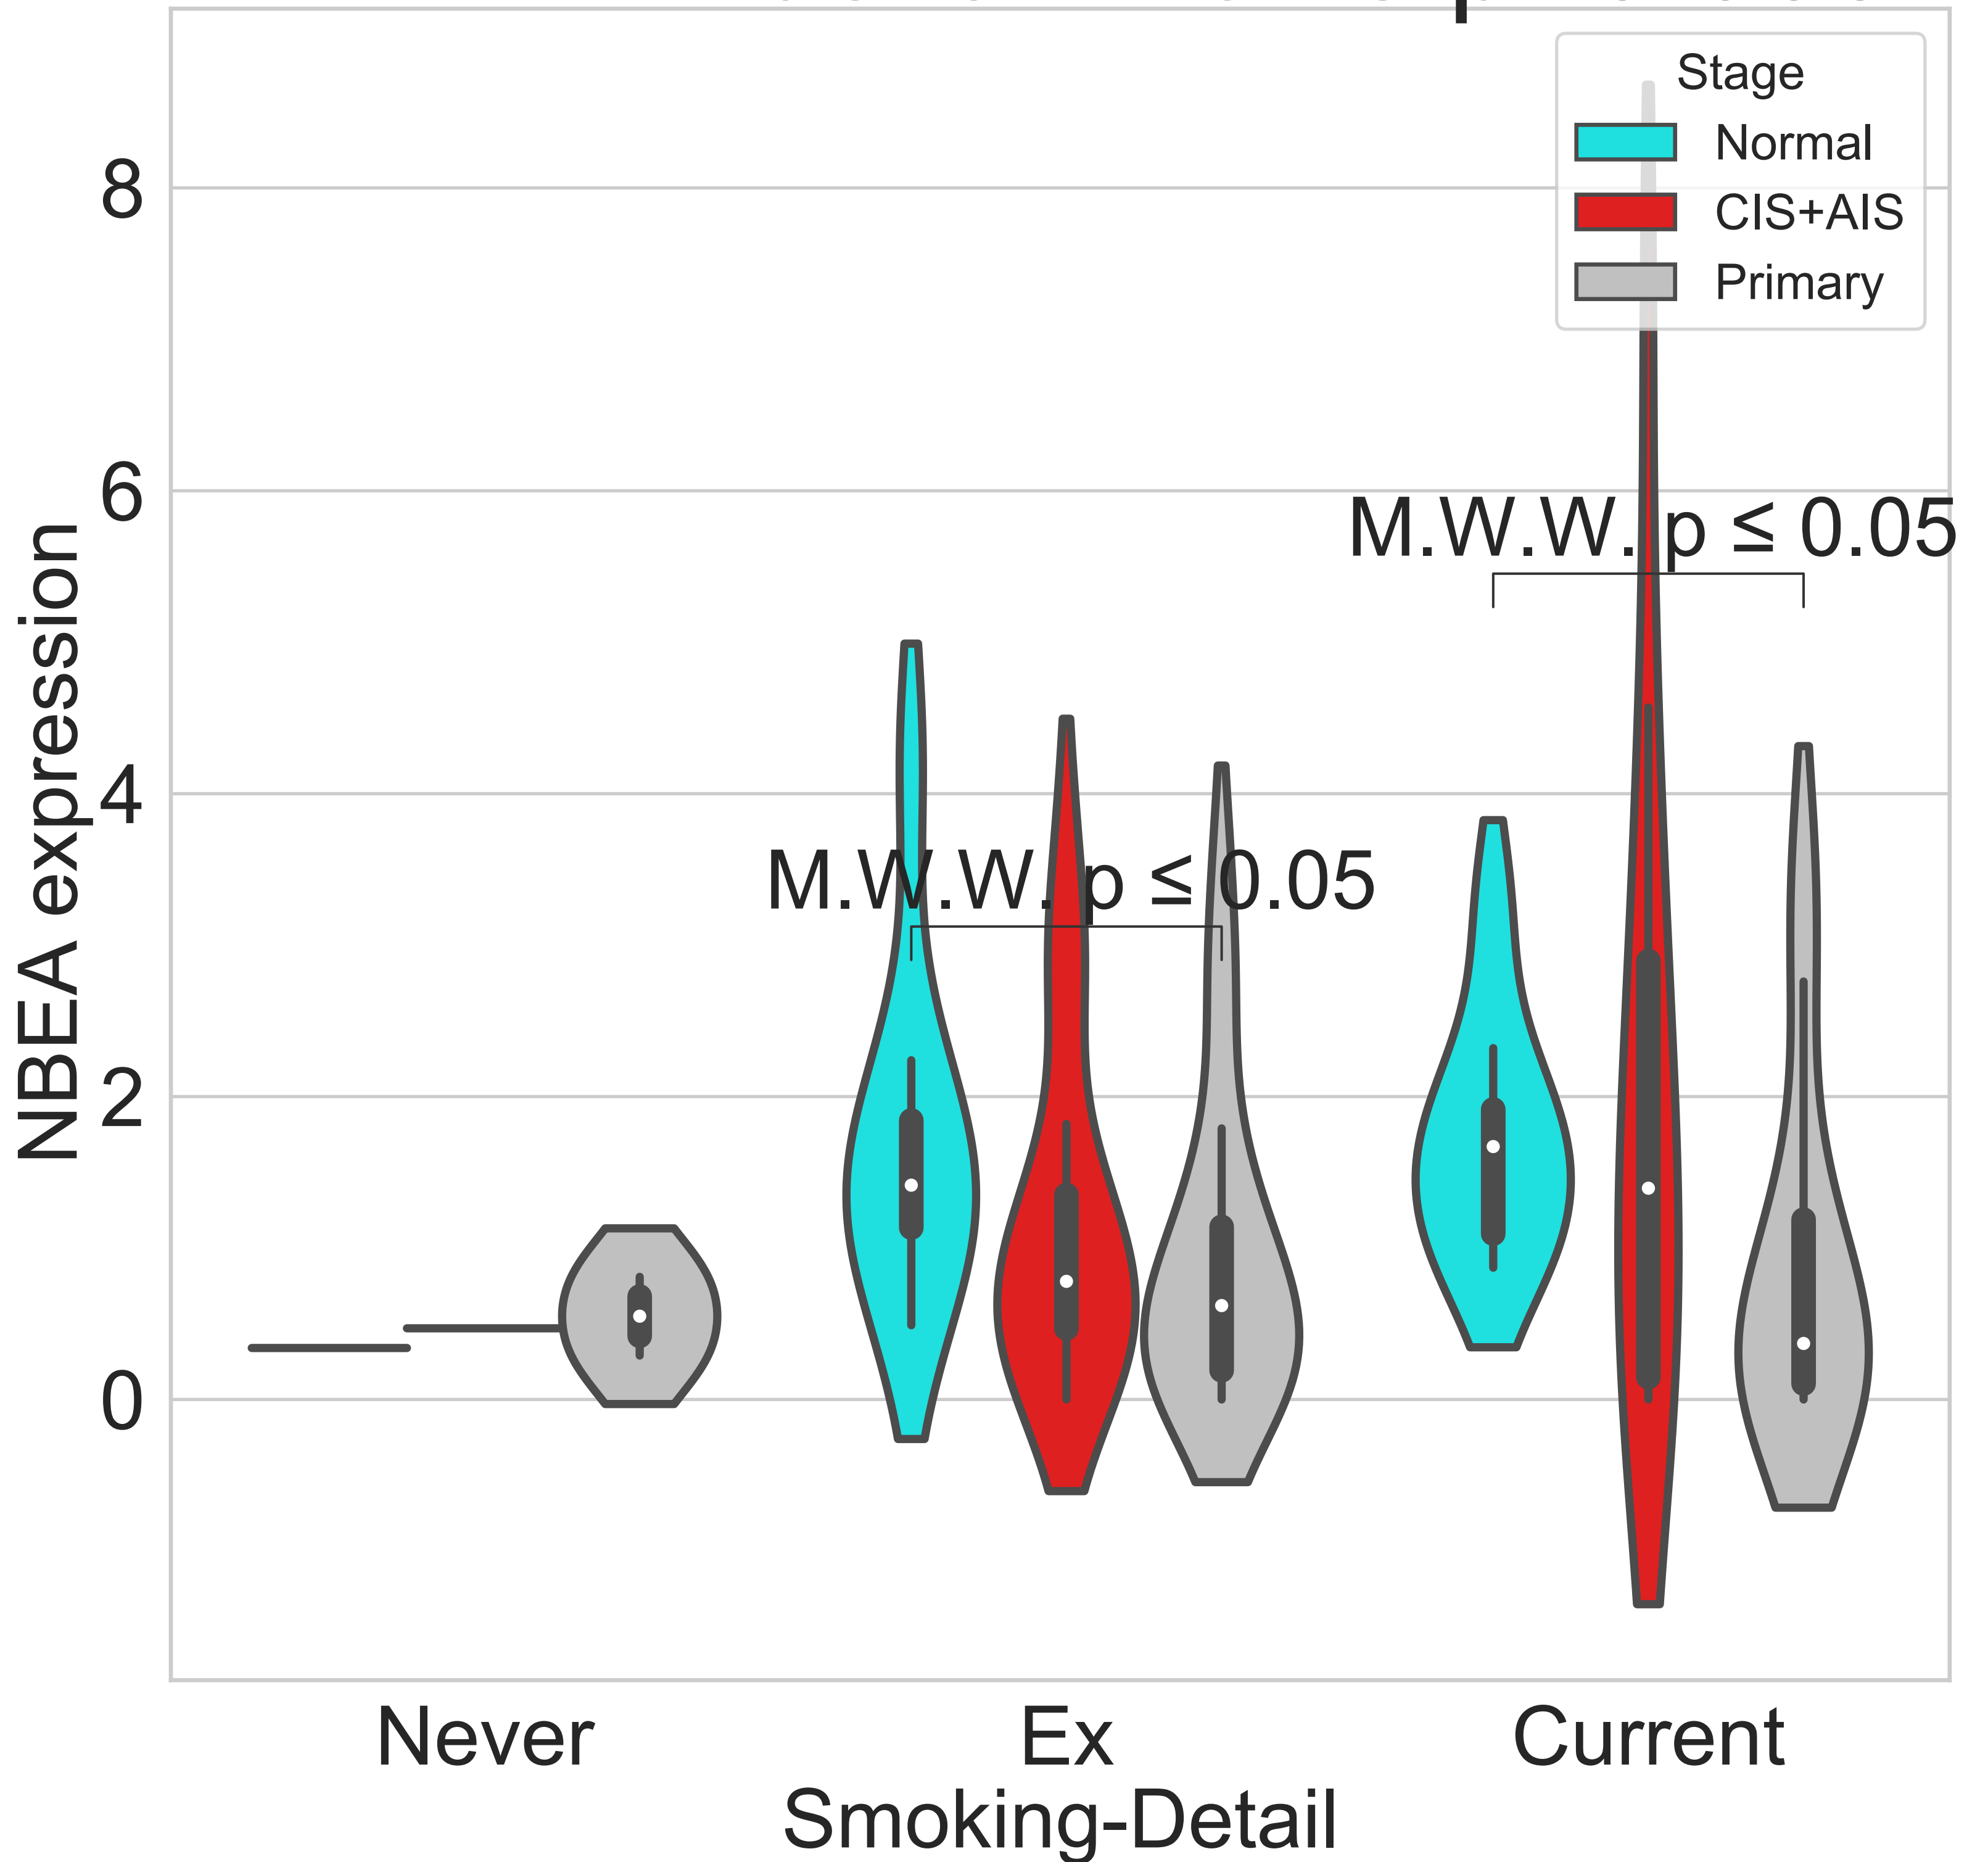 Stage
Normal
CIS+AIS
Primary
8
6
4
2
0
NBEA expression
M.W.W. p ≤ 0.05
M.W.W. p ≤ 0.05
Never
Ex
Current
Smoking-Detail